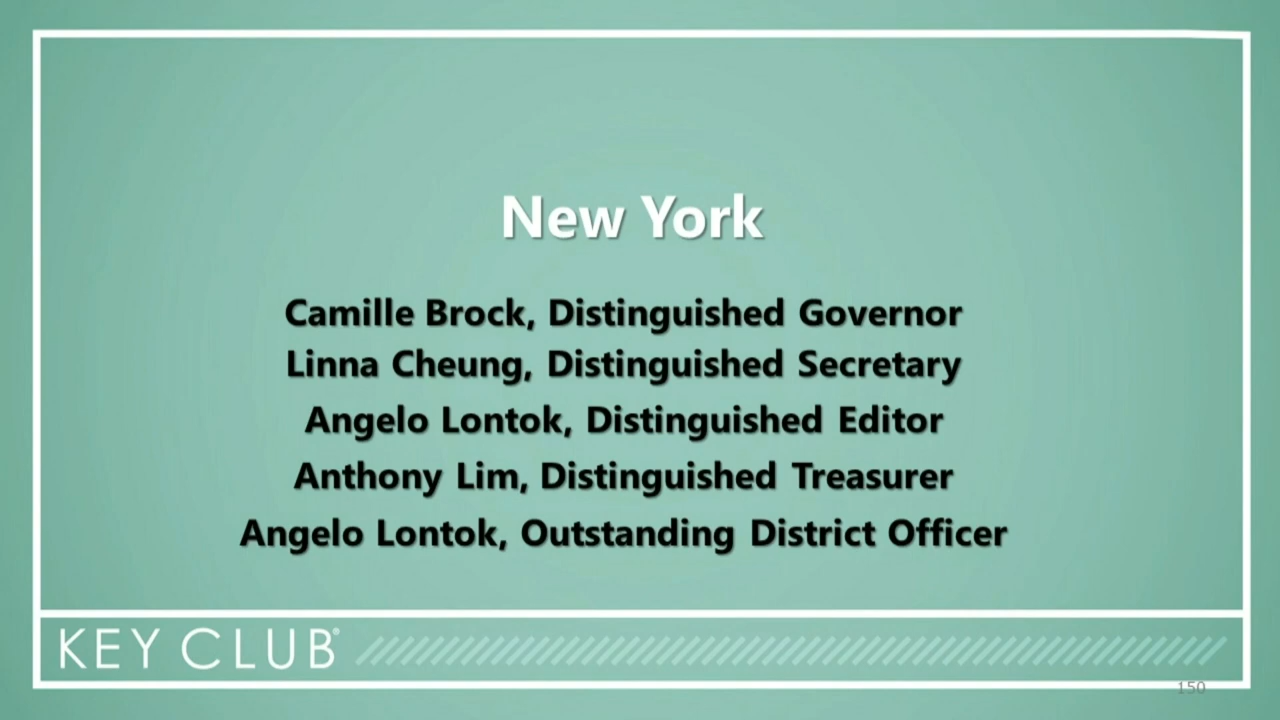 New York
Camille Brock, Distinguished Governor
Linna Cheung, Distinguished Secretary
Angelo Lontok, Distinguished Editor
Anthony Lim, Distinguished Treasurer
Angelo Lontok, Outstanding District Officer
KEY CLUB®
150